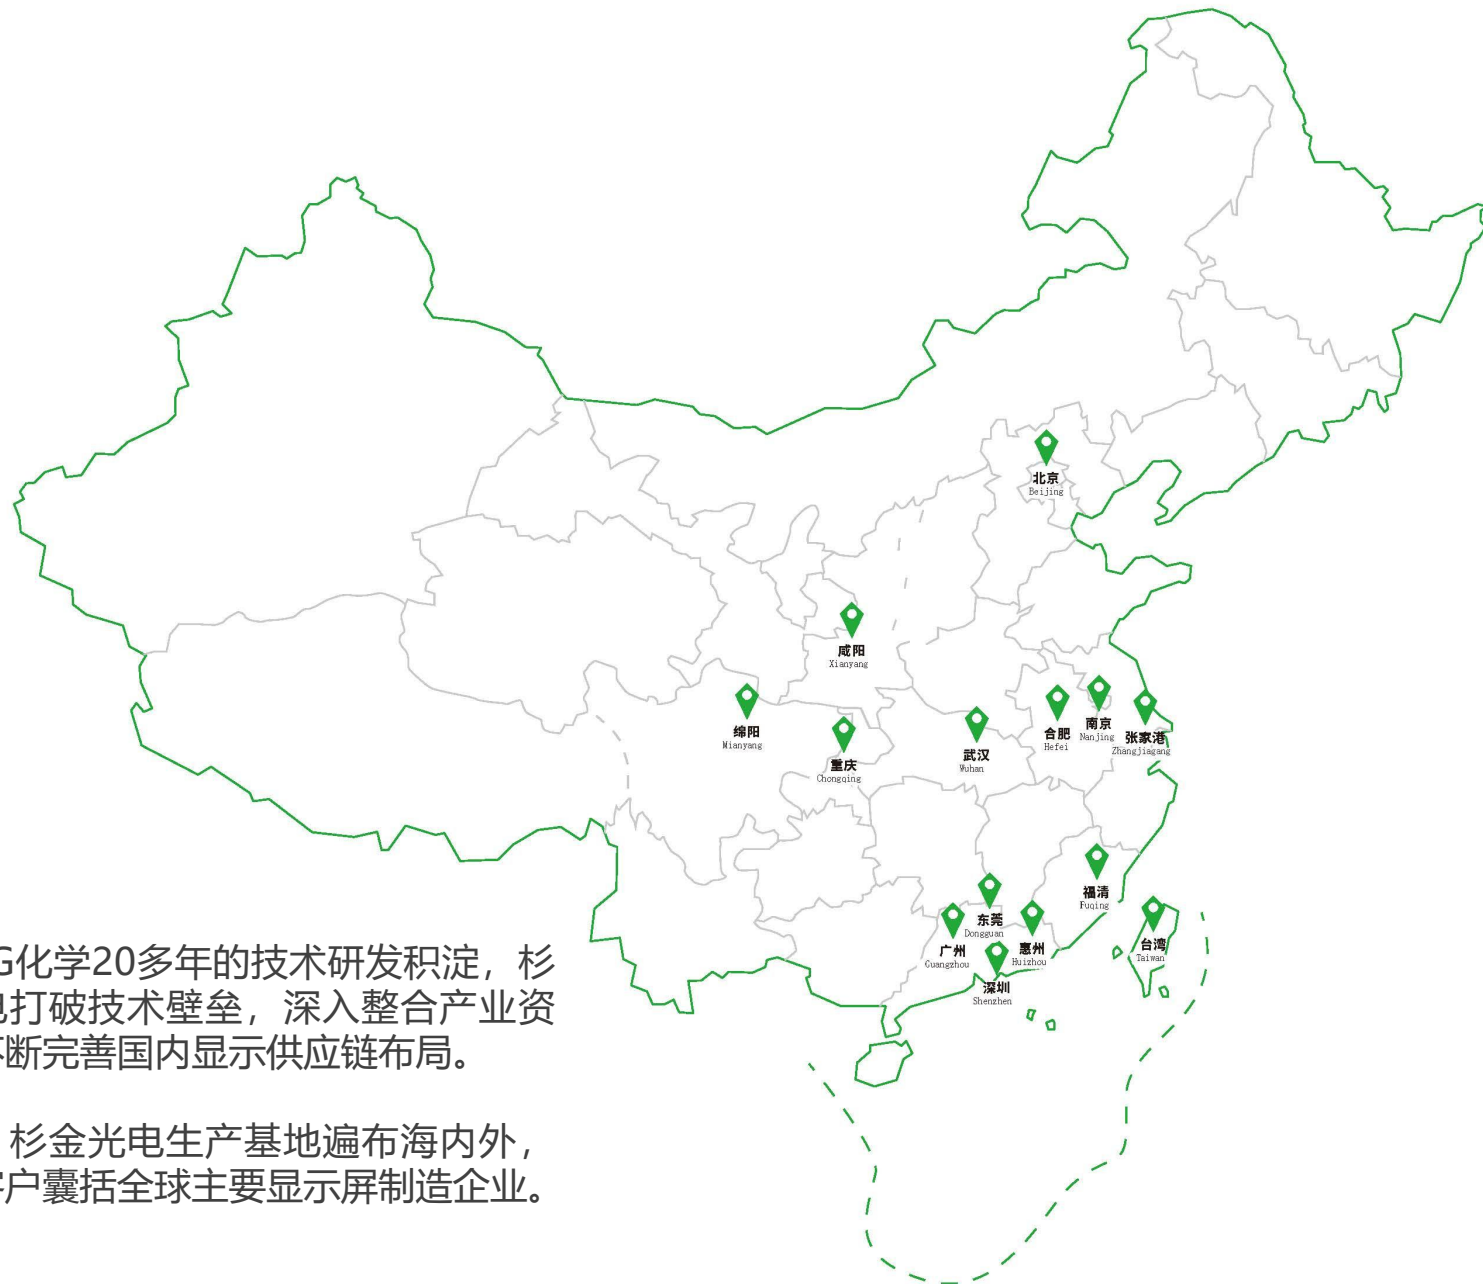 北京
Beijing
咸阳
Xianyang
绵阳
Mianyang
重庆
Chongqing
武汉
Wuhan
合肥
Hefei
南京
Nanjing
张家港
Zhangjiagang
福清
Fuqing
东莞
Dongguan
广州
Guangzhou
惠州
Huizhou
深圳
Shenzhen
台湾
Taiwan
G化学20多年的技术研发积淀，杉
打破技术壁垒，深入整合产业资
不断完善国内显示供应链布局。
杉金光电生产基地遍布海内外，
客户囊括全球主要显示屏制造企业。